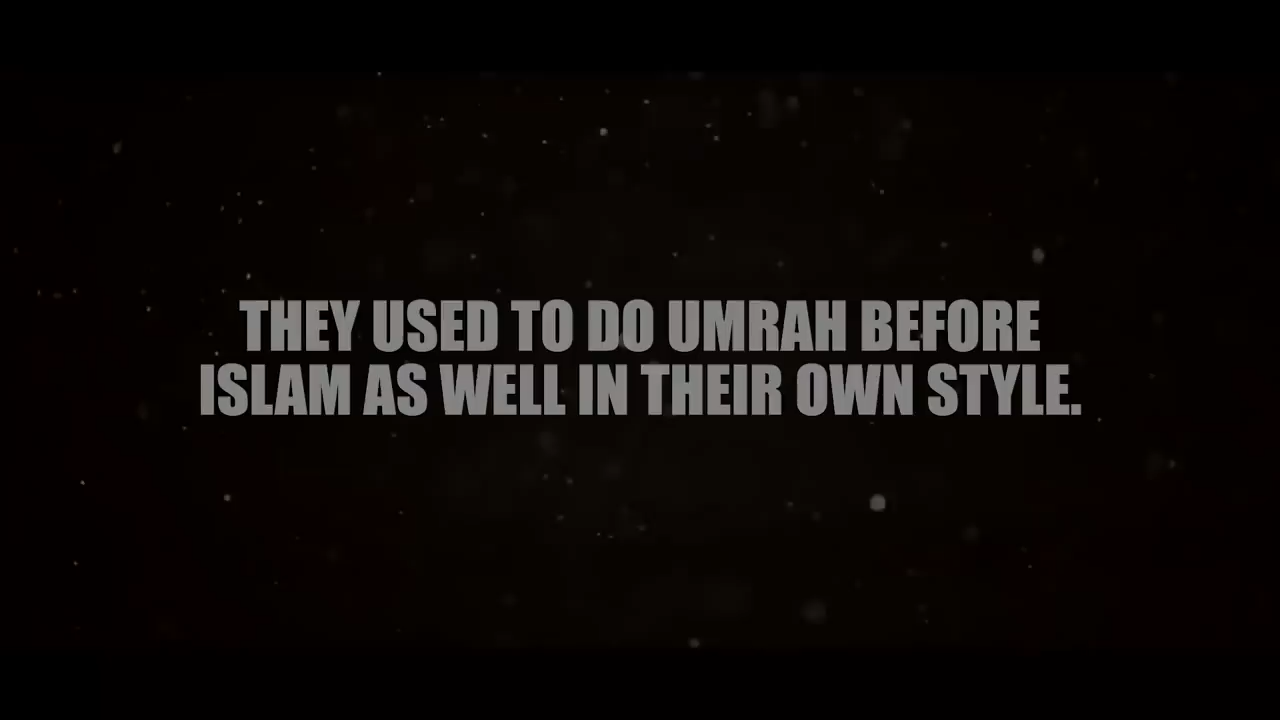 THEY USED TO DO UMRAH BEFORE
ISLAM AS WELL IN THEIR OWN STYLE.